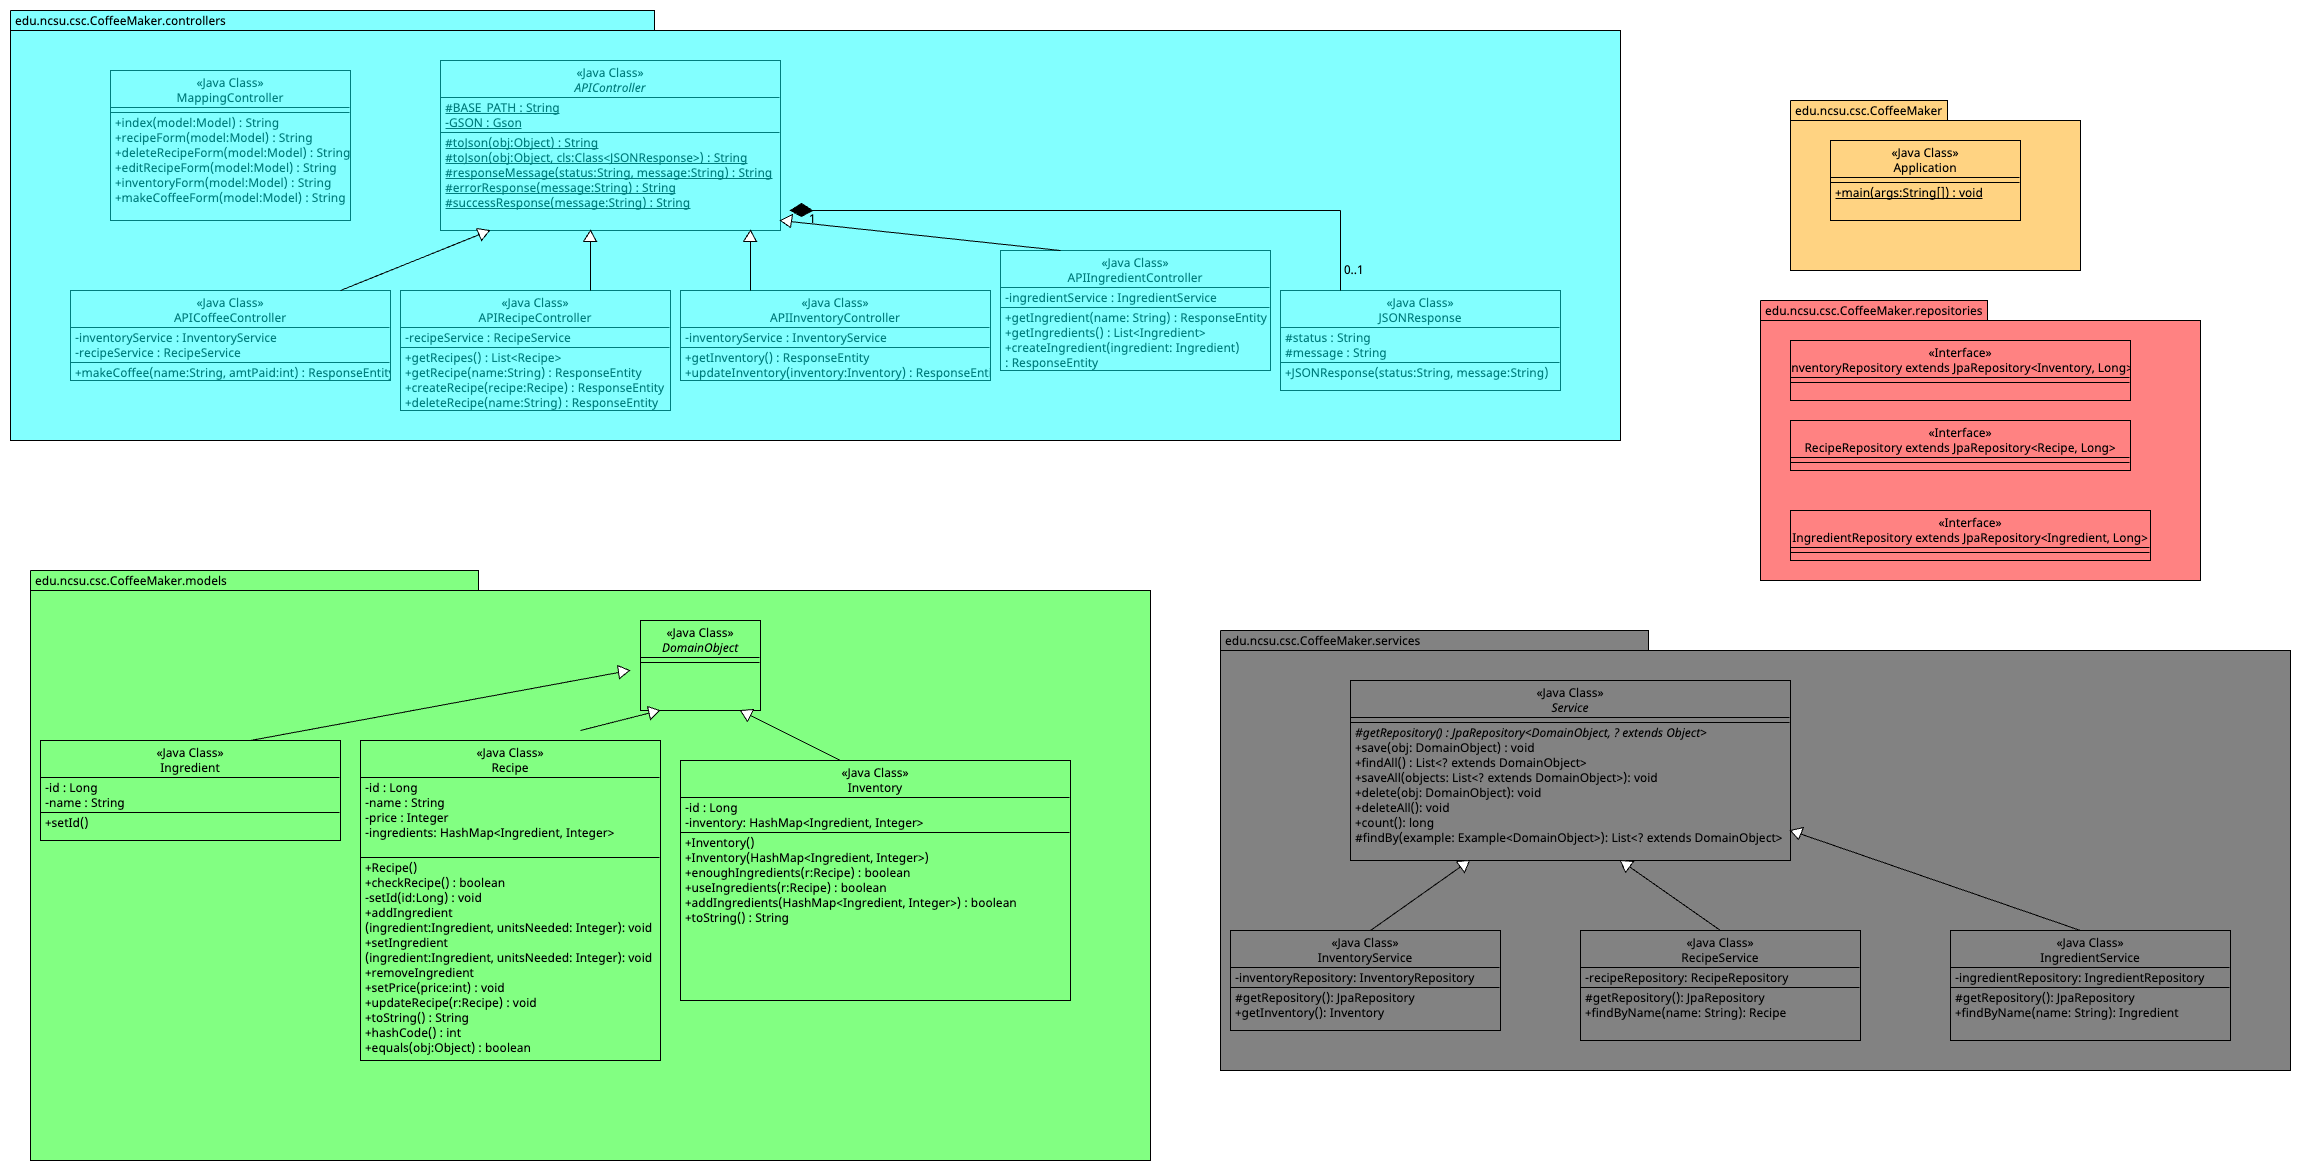 edu.ncsu.csc.CoffeeMaker.controllers
«Java Class»
MappingController
+index(model:Model) : String
+recipeForm(model:Model) : String
+deleteRecipeForm(model:Model) : String
+editRecipeForm(model:Model) : String
+inventoryForm(model:Model) : String
+makeCoffeeForm(model:Model) : String
«Java Class»
APIController
#BASE_PATH : String
-GSON : Gson
#toJson(obj:Object) : String
#toJson(obj:Object, cls:Class<JSONResponse>) : String
#responseMessage(status:String, message:String) : String
#errorResponse(message:String) : String
#successResponse(message:String) : String
1
0..1
«Java Class»
APICoffeeController
-inventoryService : InventoryService
-recipeService : RecipeService
+makeCoffee(name:String, amtPaid:int) : ResponseEntity
«Java Class»
APIRecipeController
-recipeService : RecipeService
+getRecipes() : List<Recipe>
+getRecipe(name:String) : ResponseEntity
+createRecipe(recipe:Recipe) : ResponseEntity
+deleteRecipe(name:String) : ResponseEntity
«Java Class»
APIInventoryController
-inventoryService : InventoryService
+getInventory() : ResponseEntity
+updateInventory(inventory:Inventory) : ResponseEnti
«Java Class»
APIIngredientController
-ingredientService : IngredientService
+getIngredient(name: String) : ResponseEntity
+getIngredients() : List<Ingredient>
+createIngredient(ingredient: Ingredient)
: ResponseEntity
«Java Class»
JSONResponse
#status : String
#message : String
+JSONResponse(status:String, message:String)
edu.ncsu.csc.CoffeeMaker
«Java Class»
Application
+main(args:String[]) : void
edu.ncsu.csc.CoffeeMaker.repositories
«Interface»
nventoryRepository extends JpaRepository<Inventory, Long>
«Interface»
RecipeRepository extends JpaRepository<Recipe, Long>
«Interface»
IngredientRepository extends JpaRepository<Ingredient, Long>
edu.ncsu.csc.CoffeeMaker.models
«Java Class»
DomainObject
«Java Class»
Ingredient
-id : Long
-name : String
+setId()
«Java Class»
Recipe
-id : Long
-name : String
-price : Integer
-ingredients: HashMap<Ingredient, Integer>
+Recipe()
+checkRecipe() : boolean
-setId(id:Long) : void
+addIngredient
(ingredient:Ingredient, unitsNeeded: Integer): void
+setIngredient
(ingredient:Ingredient, unitsNeeded: Integer): void
+removeIngredient
+setPrice(price:int) : void
+updateRecipe(r:Recipe) : void
+toString() : String
+hashCode() : int
+equals(obj:Object) : boolean
«Java Class»
Inventory
-id : Long
-inventory: HashMap<Ingredient, Integer>
+Inventory()
+Inventory(HashMap<Ingredient, Integer>)
+enoughIngredients(r:Recipe) : boolean
+useIngredients(r:Recipe) : boolean
+addIngredients(HashMap<Ingredient, Integer>) : boolean
+toString() : String
edu.ncsu.csc.CoffeeMaker.services
«Java Class»
Service
#getRepository() : JpaRepository<DomainObject, ? extends Object>
+save(obj: DomainObject) : void
+findAll() : List<? extends DomainObject>
+saveAll(objects: List<? extends DomainObject>): void
+delete(obj: DomainObject): void
+deleteAll(): void
+count(): long
#findBy(example: Example<DomainObject>): List<? extends DomainObject>
«Java Class»
InventoryService
-inventoryRepository: InventoryRepository
#getRepository(): JpaRepository
+getInventory(): Inventory
«Java Class»
RecipeService
-recipeRepository: RecipeRepository
#getRepository(): JpaRepository
+findByName(name: String): Recipe
«Java Class»
IngredientService
-ingredientRepository: IngredientRepository
#getRepository(): JpaRepository
+findByName(name: String): Ingredient